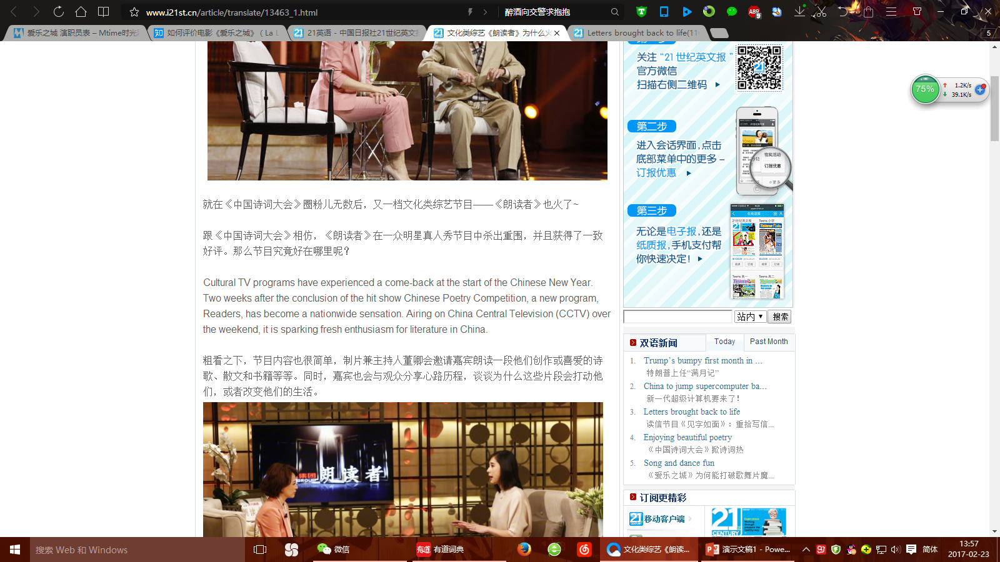 www.i21st.cn/article/translate/13463_1.html
醉酒向交警求抱抱
爱乐之城 演职员表 – Mtime时光
如何评价电影《爱乐之城》 ( La L
21英语 - 中国日报社21世纪英文
文化类综艺《朗读者》为什么火
Letters brought back to life(11
5
关注 “21 世纪英文报 ”
官方微信
扫描右侧二维码
75%
1.2K/s
39.1K/s
第二步
进入会话界面, 点击
底部菜单中的更多 –
订报优惠
有奖活动
订报优惠
更多
第三步
无论是电子报, 还是
纸质报, 手机支付帮
你快速决定!
就在《中国诗词大会》圈粉儿无数后，又一档文化类综艺节目——《朗读者》也火了~
跟《中国诗词大会》相仿，《朗读者》在一众明星真人秀节目中杀出重围，并且获得了一致
好评。那么节目究竟好在哪里呢？
Cultural TV programs have experienced a come-back at the start of the Chinese New Year.
Two weeks after the conclusion of the hit show Chinese Poetry Competition, a new program,
Readers, has become a nationwide sensation. Airing on China Central Television (CCTV) over
the weekend, it is sparking fresh enthusiasm for literature in China.
粗看之下，节目内容也很简单，制片兼主持人董卿会邀请嘉宾朗读一段他们创作或喜爱的诗
歌、散文和书籍等等。同时，嘉宾也会与观众分享心路历程，谈谈为什么这些片段会打动他
们，或者改变他们的生活。
集团
GROUP
朗读者
站内
搜索
双语新闻
Today
Past Month
1. Trump’s bumpy first month in ...
特朗普上任“满月记”
2. China to jump supercomputer ba...
新一代超级计算机要来了！
3. Letters brought back to life
读信节目《见字如面》：重拾写信...
4. Enjoying beautiful poetry
《中国诗词大会》掀诗词热
5. Song and dance fun
《爱乐之城》为何能打破歌舞片魔...
订阅更精彩
移动客户端
21
CENTURY
搜索 Web 和 Windows
微信
有道
有道词典
文化类综艺《朗读...
演示文稿1 - Powe...
简体
13:57
2017-02-23